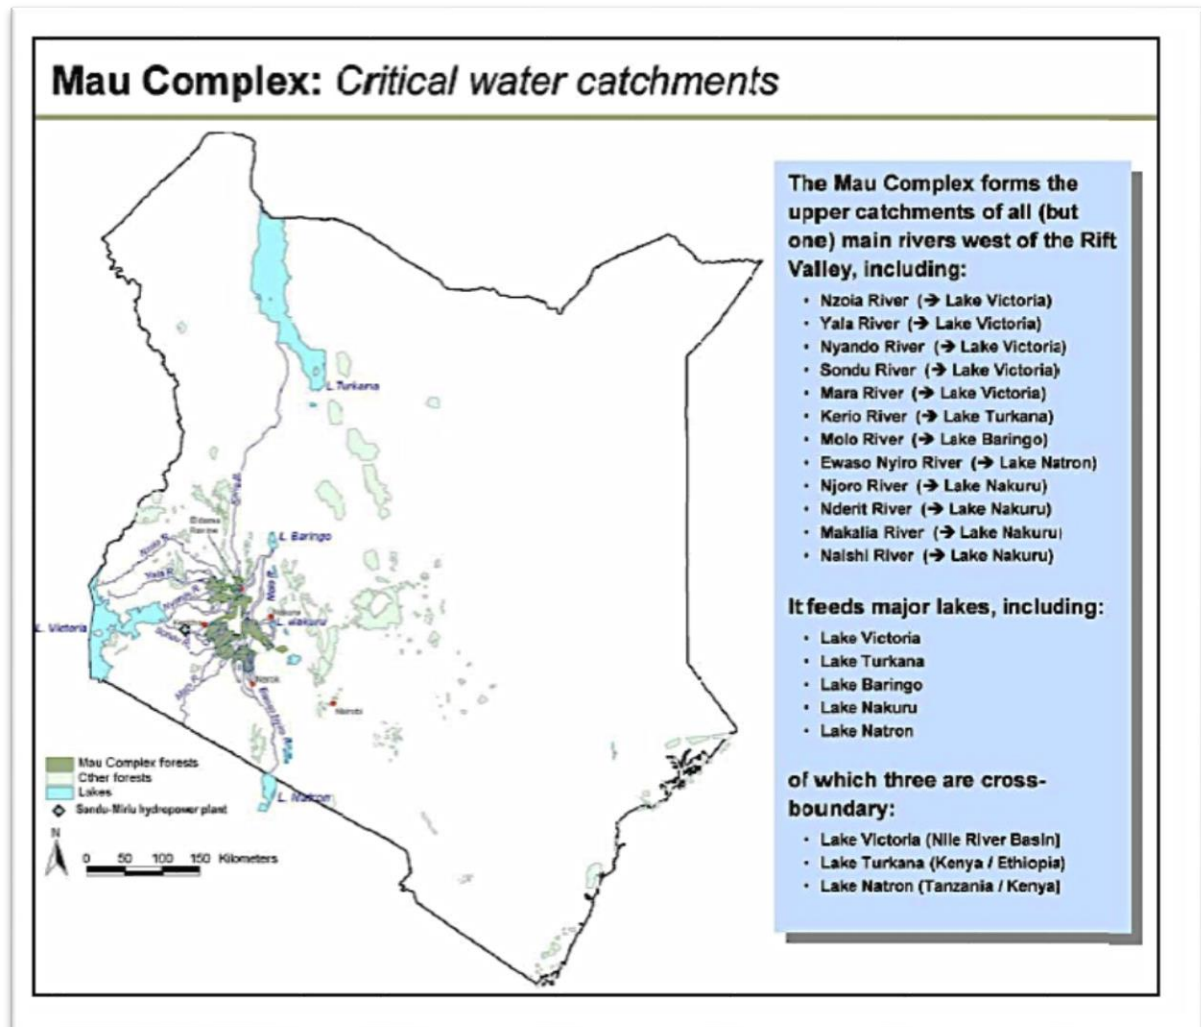 Mau Complex: Critical water catchments
The Mau Complex forms the
upper catchments of all (but
one) main rivers west of the Rift
Valley, including:
• Nzoia River (➔ Lake Victoria)
• Yala River (➔ Lake Victoria)
• Nyando River (➔ Lake Victoria)
• Sondu River (➔ Lake Victoria)
• Mara River (➔ Lake Victoria)
• Kerio River (➔ Lake Turkana)
• Molo River (➔ Lake Baringo)
• Ewaso Nyiro River (➔ Lake Natron)
• Njoro River (➔ Lake Nakuru)
• Nderit River (➔ Lake Nakuru)
• Makalia River (➔ Lake Nakuru)
• Naishi River (➔ Lake Nakuru)
It feeds major lakes, including:
• Lake Victoria
• Lake Turkana
• Lake Baringo
• Lake Nakuru
• Lake Natron
of which three are cross-
boundary:
• Lake Victoria (Nile River Basin)
• Lake Turkana (Kenya / Ethiopia)
• Lake Natron (Tanzania / Kenya)
L. Turkana
L. Baringo
Nzoia R.
Yala R.
L. Nakuru
L. Victoria
Narok
Nairobi
L. Natron
Mau Complex forests
Other forests
Lakes
Sondu-Miriu hydropower plant
N
0 50 100 150 Kilometers